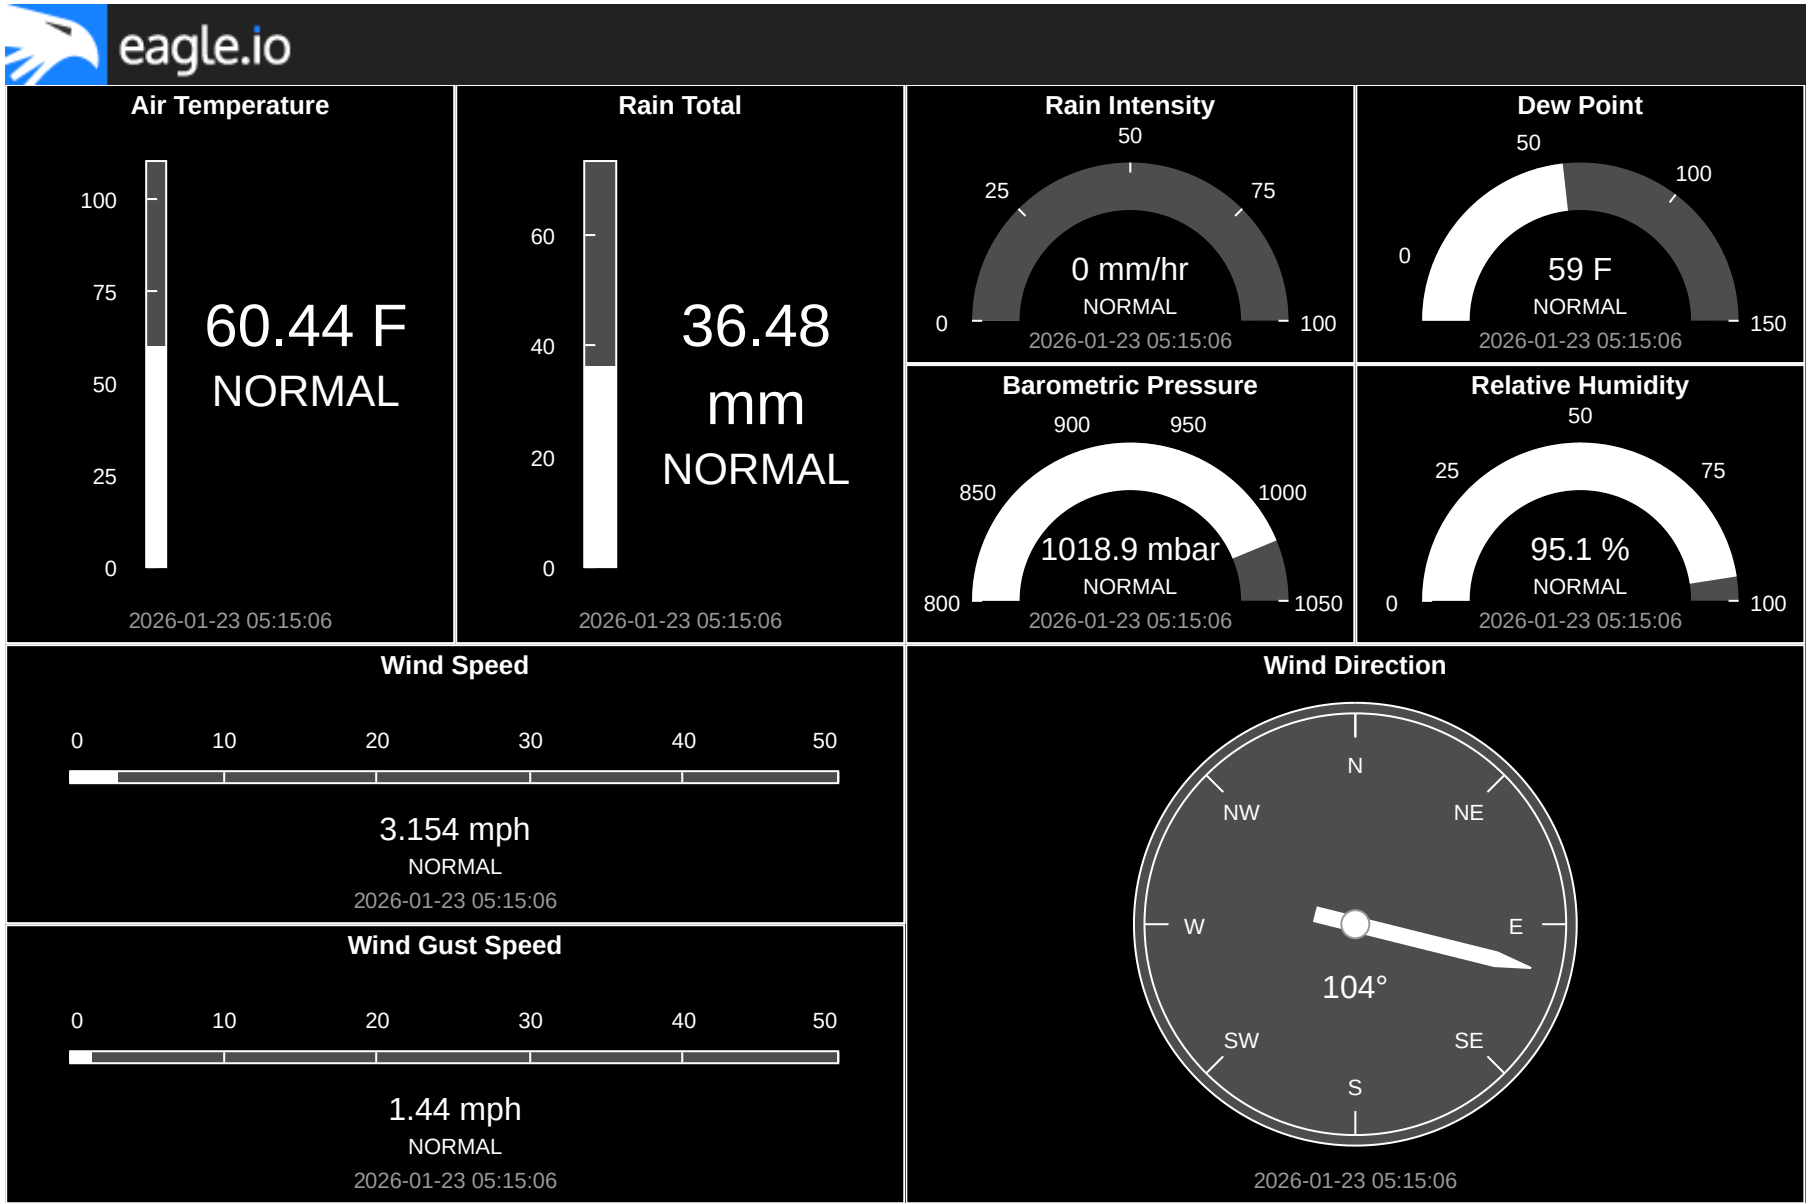 eagle.io
Air Temperature
100
75
50
25
0
60.44 F
NORMAL
2026-01-23 05:15:06
Rain Total
60
40
20
0
36.48
mm
NORMAL
2026-01-23 05:15:06
Rain Intensity
50
25
75
0
100
0 mm/hr
NORMAL
2026-01-23 05:15:06
Dew Point
50
100
0
150
59 F
NORMAL
2026-01-23 05:15:06
Barometric Pressure
900
950
850
1000
800
1050
1018.9 mbar
NORMAL
2026-01-23 05:15:06
Relative Humidity
50
25
75
0
100
95.1 %
NORMAL
2026-01-23 05:15:06
Wind Speed
0 10 20 30 40 50
3.154 mph
NORMAL
2026-01-23 05:15:06
Wind Gust Speed
0 10 20 30 40 50
1.44 mph
NORMAL
2026-01-23 05:15:06
Wind Direction
N
NW
NE
W
E
104°
SW
SE
S
2026-01-23 05:15:06